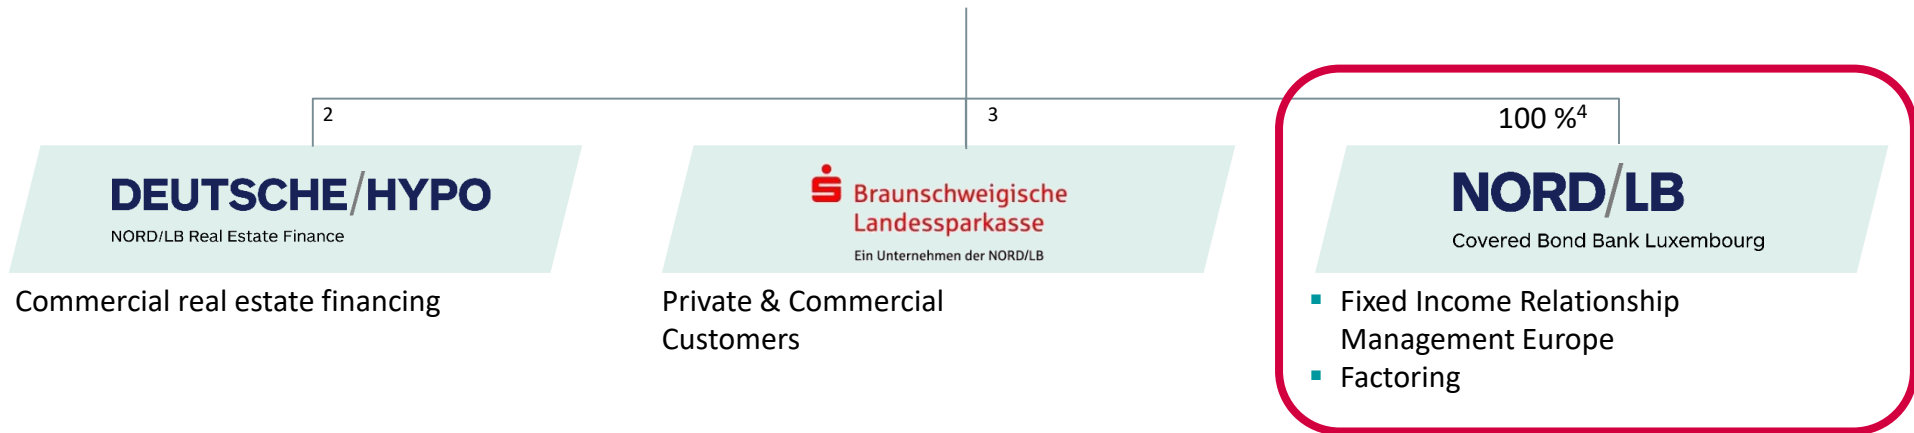 2
3
100 %4
DEUTSCHE/HYPO
NORD/LB Real Estate Finance
Commercial real estate financing
Braunschweigische
Landessparkasse
Ein Unternehmen der NORD/LB
Private & Commercial
Customers
NORD/LB
Covered Bond Bank Luxembourg
▪ Fixed Income Relationship
Management Europe
▪ Factoring